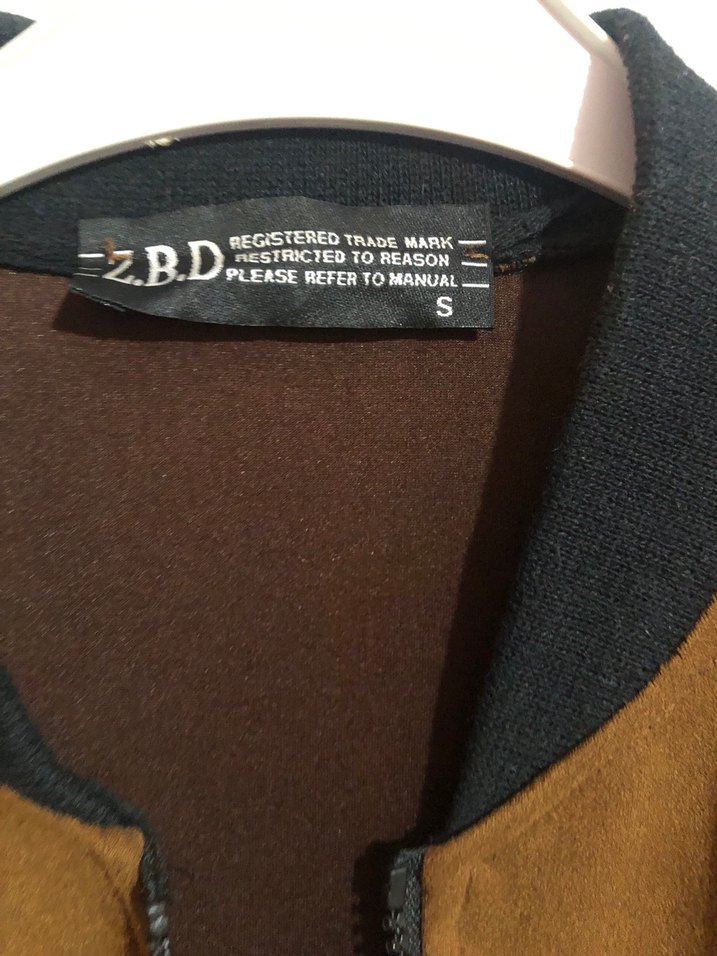 Z.B.D
REGISTERED TRADE MARK
RESTRICTED TO REASON
PLEASE REFER TO MANUAL
S